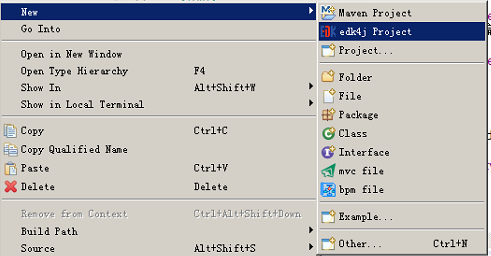 New
Go Into
Open in New Window
Open Type Hierarchy F4
Show In Alt+Shift+W
Show in Local Terminal
Copy Ctrl+C
Copy Qualified Name
Paste Ctrl+V
Delete Delete
Remove from Context Ctrl+Alt+Shift+Down
Build Path
Source Alt+Shift+S
Maven Project
EDK edk4j Project
Project...
Folder
File
Package
Class
Interface
mvc file
bpm file
Example...
Other... Ctrl+N